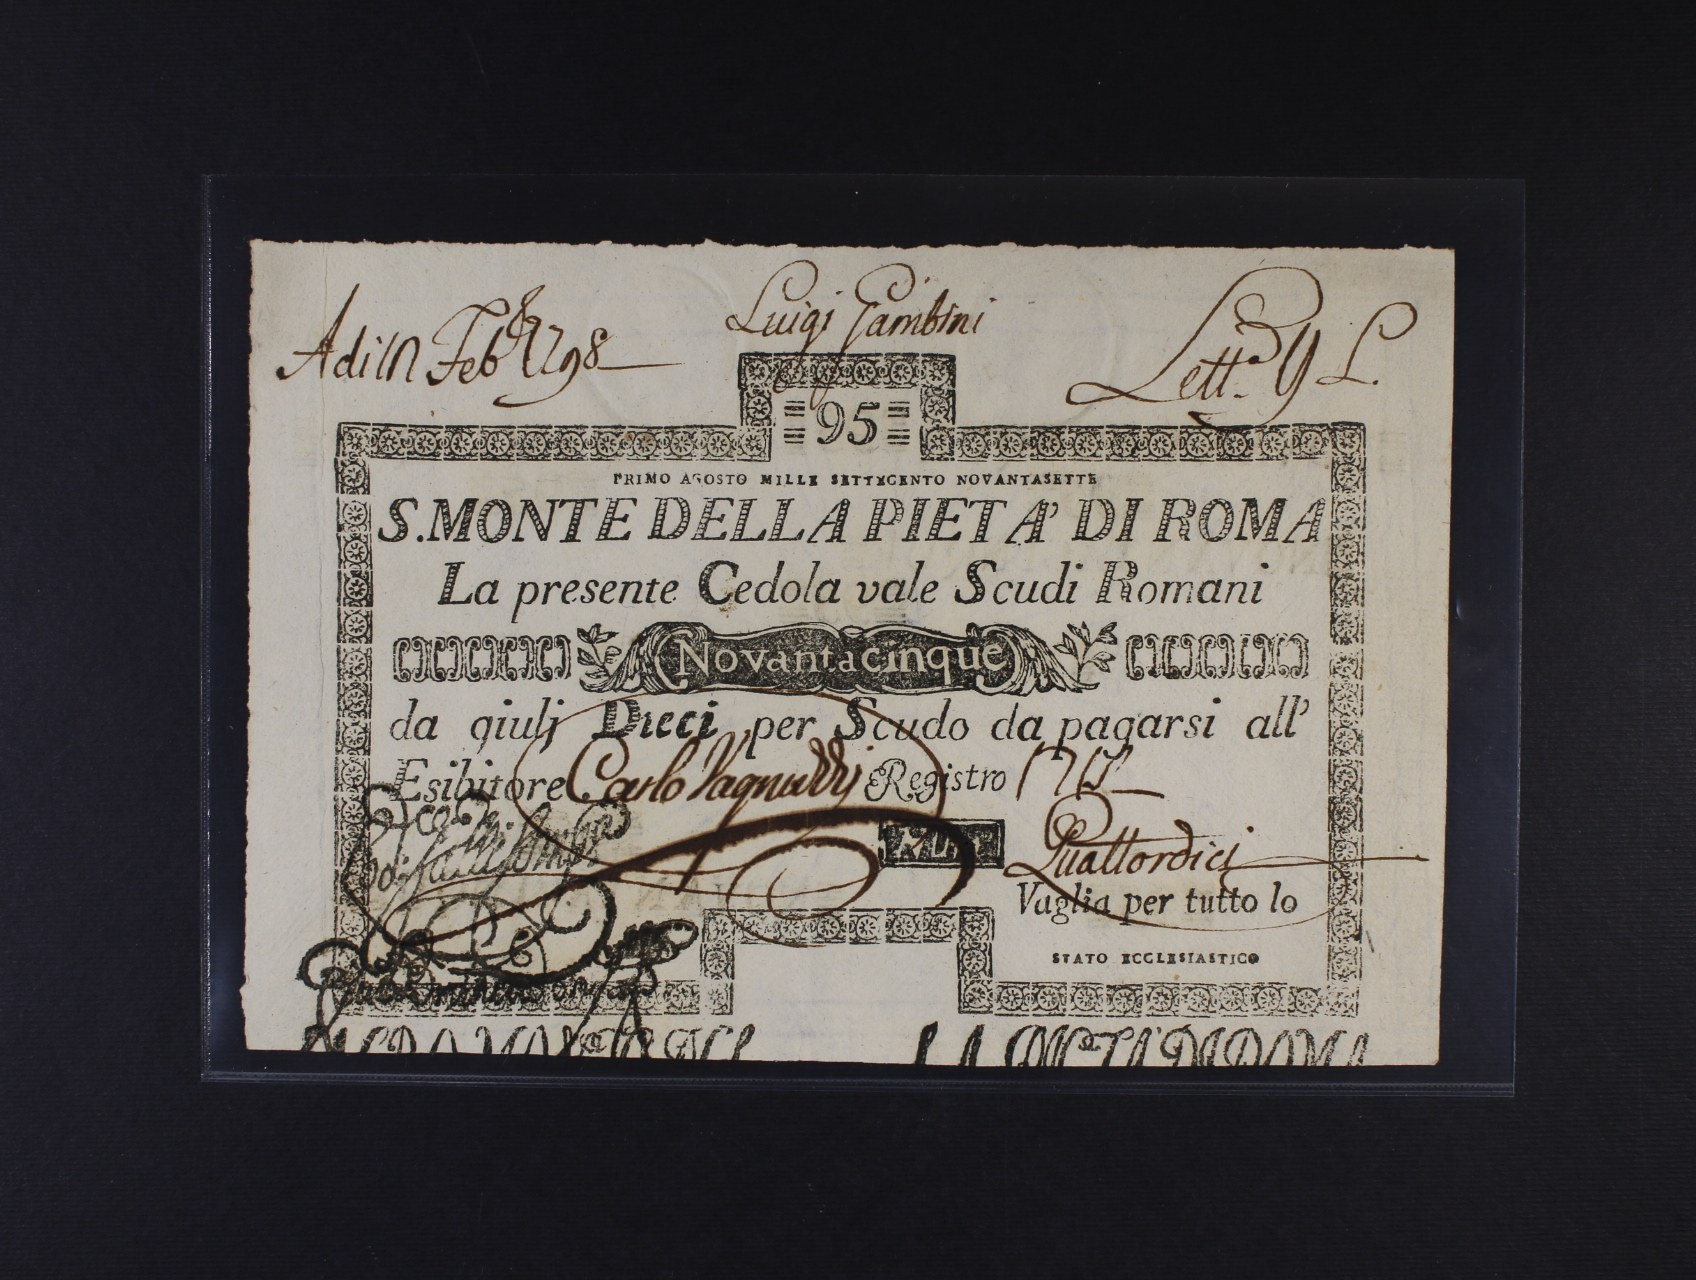 Luigi Gambini
Adi Feb 1798
Lett.a L.
95
PRIMO AGOSTO MILLE SETTECENTO NOVANTASETTE
S. MONTE DELLA PIETA' DI ROMA
La presente Cedola vale Scudi Romani
Novantacinque
da giulj Dieci per Scudo da pagarsi all'
Esibitore Carlo Registro
Quattordici
Vaglia per tutto lo
STATO ECCLESIASTICO